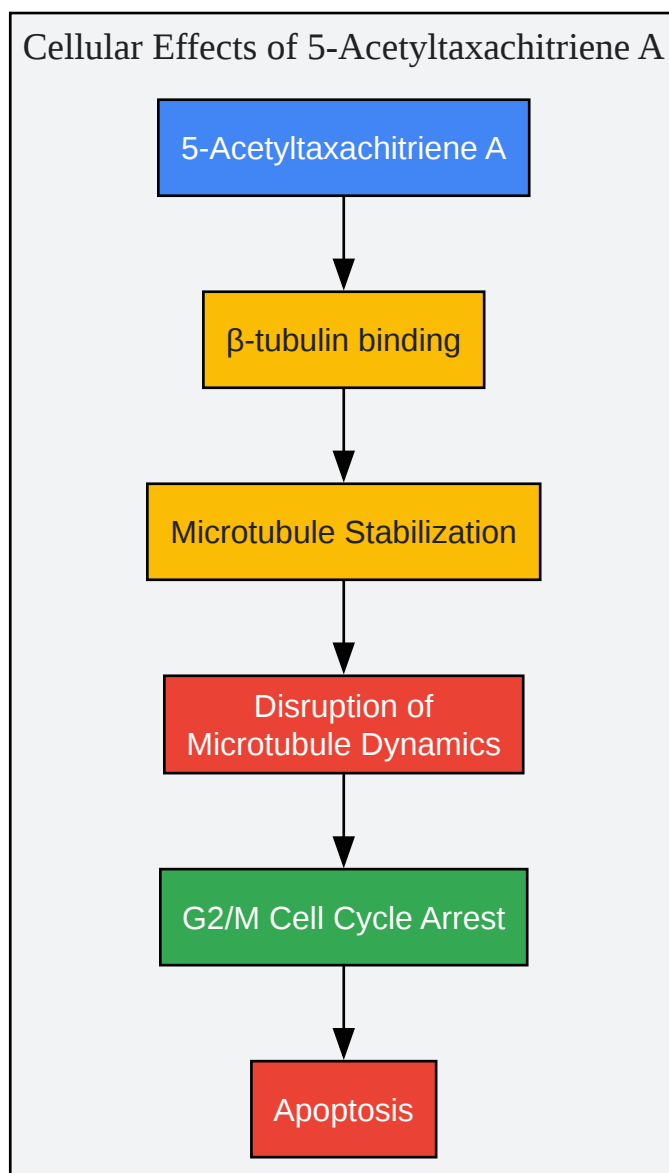 Cellular Effects of 5-Acetyltaxachitriene A
5-Acetyltaxachitriene A
β-tubulin binding
Microtubule Stabilization
Disruption of
Microtubule Dynamics
G2/M Cell Cycle Arrest
Apoptosis